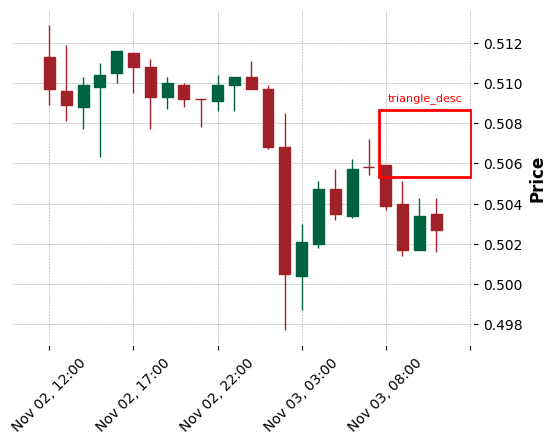 triangle_desc
0.512
0.510
0.508
0.506
0.504
0.502
0.500
0.498
Price
Nov 02, 12:00
Nov 02, 17:00
Nov 02, 22:00
Nov 03, 03:00
Nov 03, 08:00